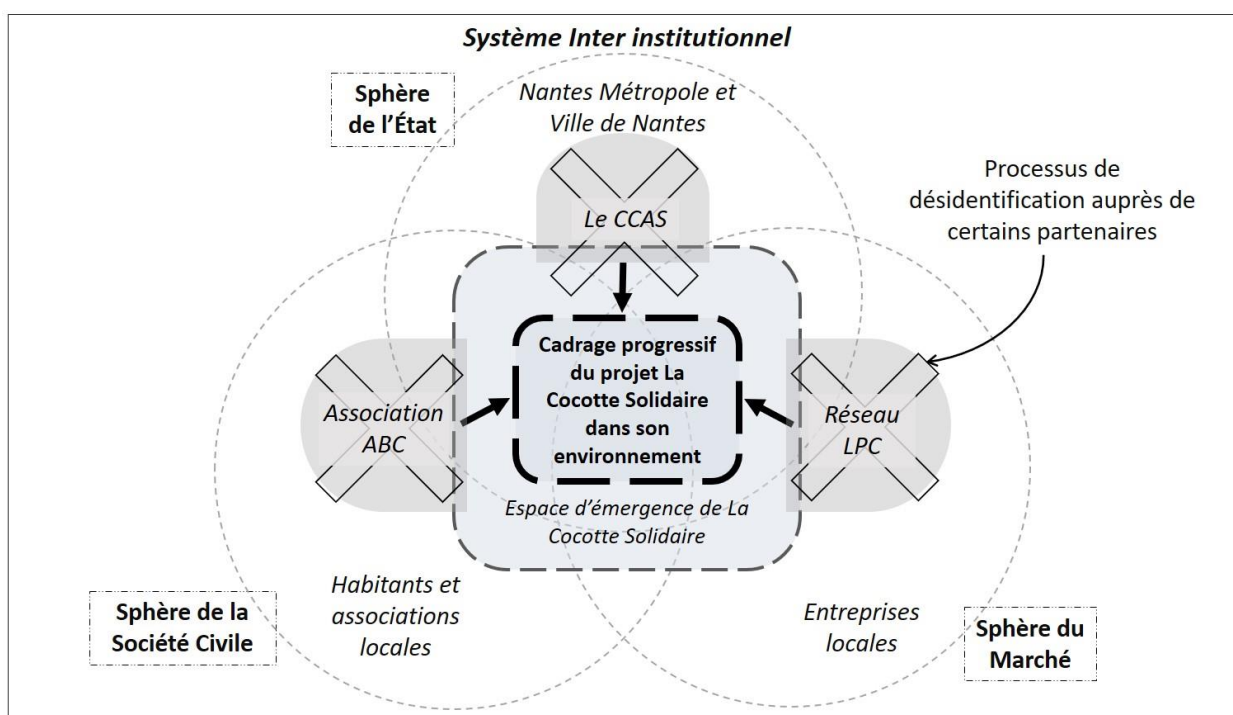 Système Inter institutionnel
Sphère
de l'État
Nantes Métropole et
Ville de Nantes
Le CCAS
Processus de
désidentification auprès de
certains partenaires
Association
ABC
Cadrage progressif
du projet La
Cocotte Solidaire
dans son
environnement
Réseau
LPC
Espace d'émergence de La
Cocotte Solidaire
Sphère de la
Société Civile
Habitants et
associations
locales
Entreprises
locales
Sphère du
Marché